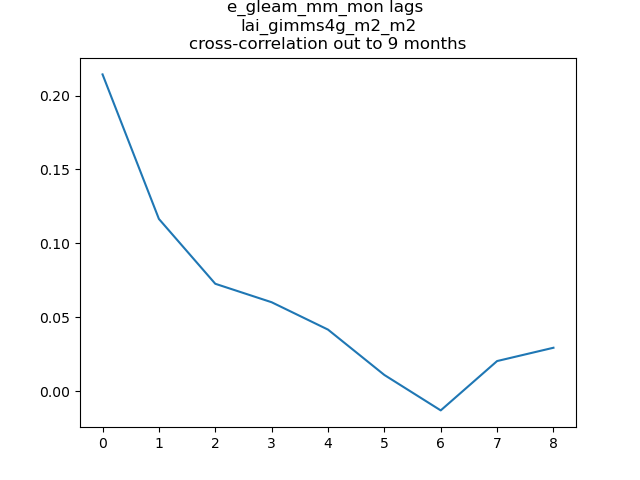 e_gleam_mm_mon lags
lai_gimms4g_m2_m2
cross-correlation out to 9 months
0.20
0.15
0.10
0.05
0.00
0 1 2 3 4 5 6 7 8